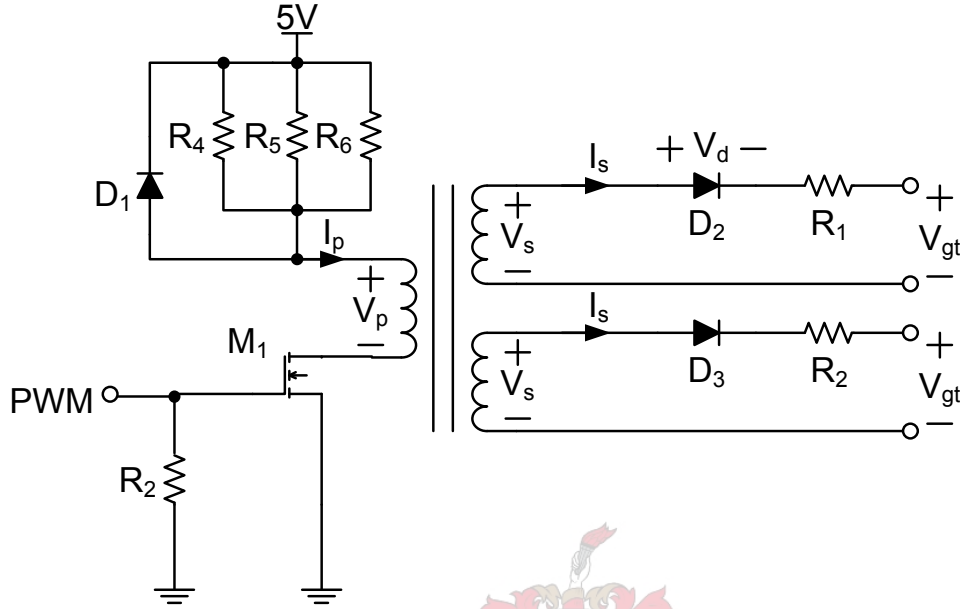 5V
R4 R5 R6
D1
Ip
+
Vp
−
M1
PWM
R2
Is
+ Vd −
+
Vs
−
D2
R1
+
Vgt
−
Is
+
Vs
−
D3
R2
+
Vgt
−